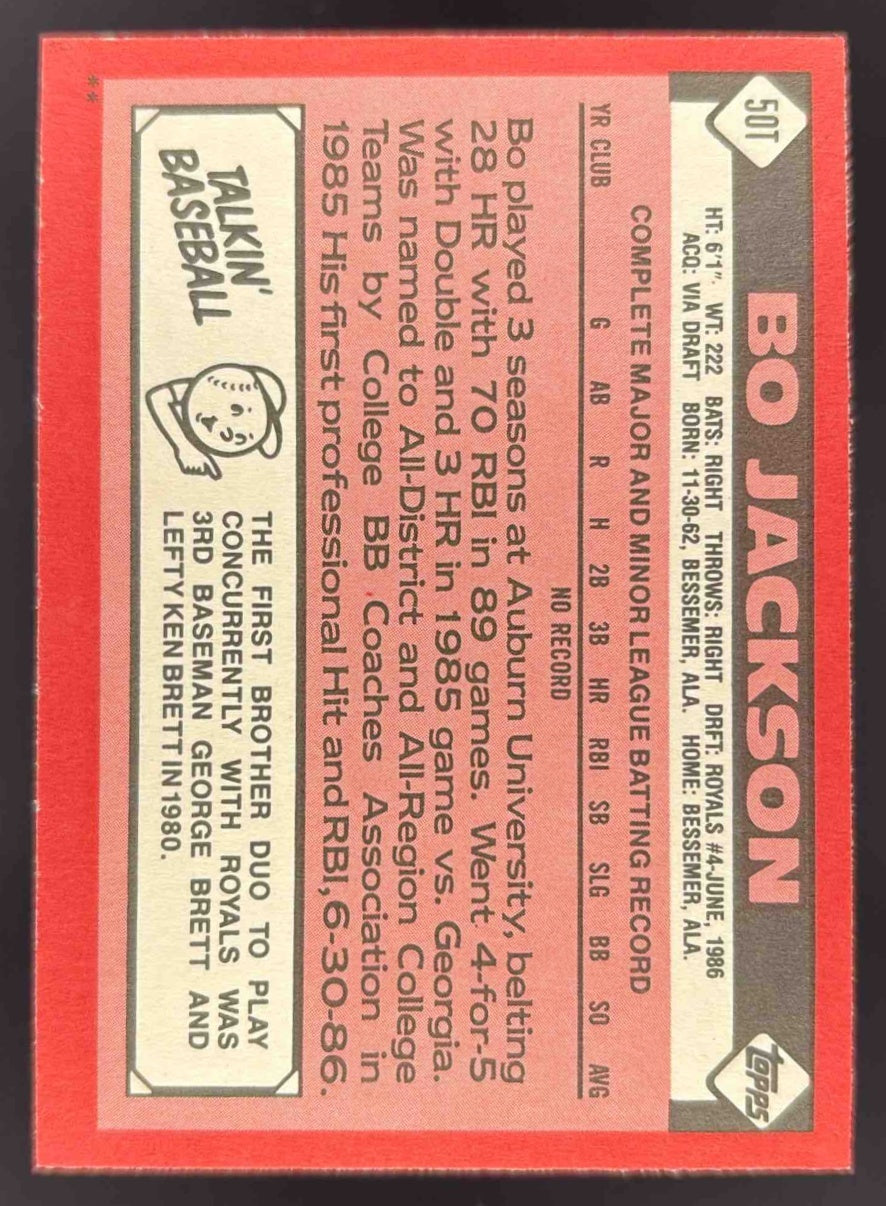 50T
BO JACKSON
topps
HT: 6'1" WT: 222 BATS: RIGHT THROWS: RIGHT DRFT: ROYALS #4-JUNE, 1986
ACQ: VIA DRAFT BORN: 11-30-62, BESSEMER, ALA. HOME: BESSEMER, ALA.
COMPLETE MAJOR AND MINOR LEAGUE BATTING RECORD
YR CLUB G AB R H 2B 3B HR RBI SB SLG BB SO AVG
NO RECORD
Bo played 3 seasons at Auburn University, belting
28 HR with 70 RBI in 89 games. Went 4-for-5
with Double and 3 HR in 1985 game vs. Georgia.
Was named to All-District and All-Region College
Teams by College BB Coaches Association in
1985 His first professional Hit and RBI, 6-30-86.
TALKIN'
BASEBALL
THE FIRST BROTHER DUO TO PLAY
CONCURRENTLY WITH ROYALS WAS
3RD BASEMAN GEORGE BRETT AND
LEFTY KEN BRETT IN 1980.
**